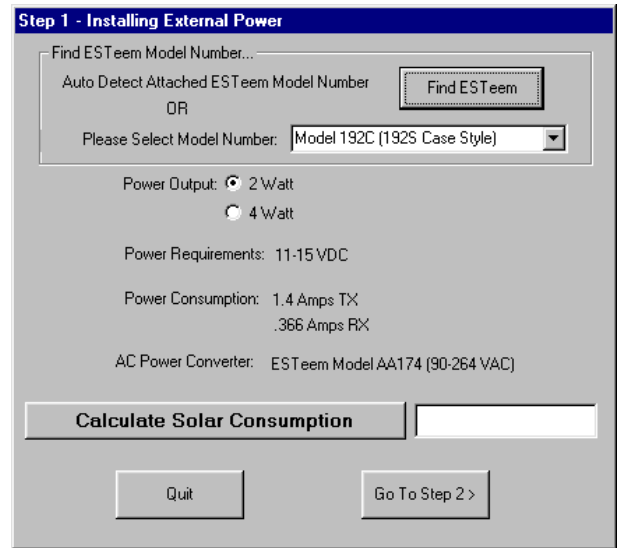 Step 1 - Installing External Power
Find ESTeem Model Number...
Auto Detect Attached ESTeem Model Number
Find ESTeem
OR
Please Select Model Number: Model 192C (192S Case Style)
Power Output: 2 Watt
4 Watt
Power Requirements: 11-15 VDC
Power Consumption: 1.4 Amps TX
.366 Amps RX
AC Power Converter: ESTeem Model AA174 (90-264 VAC)
Calculate Solar Consumption
Quit
Go To Step 2 >